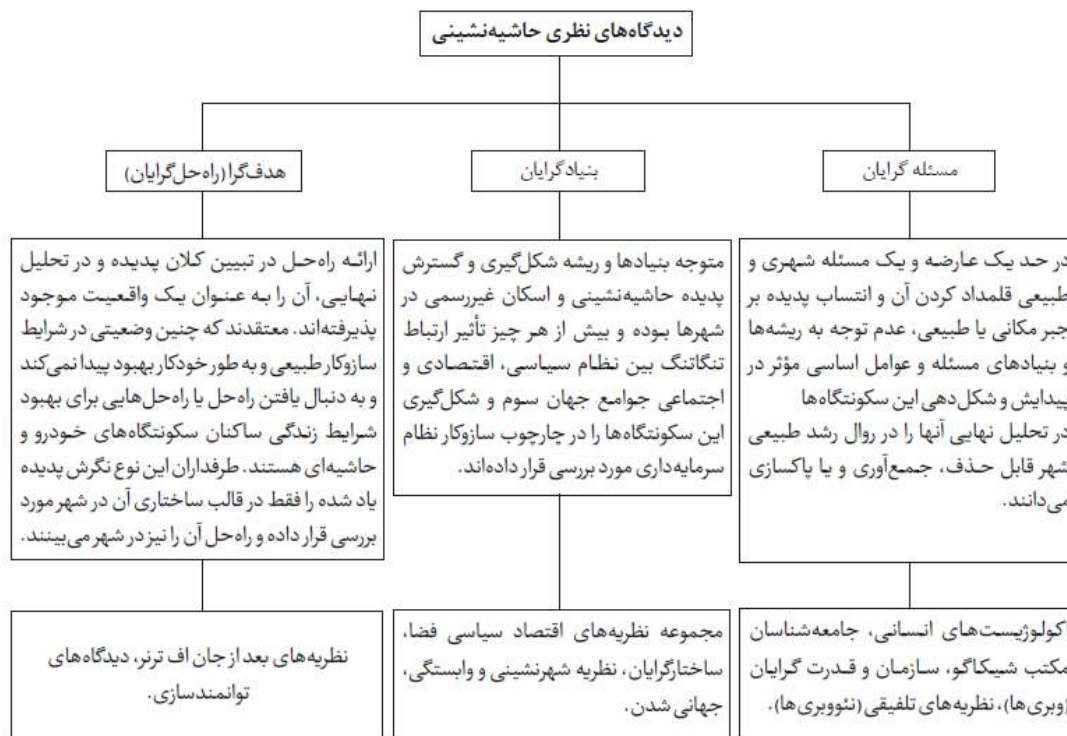 دیدگاه‌های نظری حاشیه‌نشینی
مسئله گرایان
بنیادگرایان
هدف‌گرا (راه‌حل‌گرایان)
در حد یک عارضه و یک مسئله شهری و
طبیعی قلمداد کردن آن و انتساب پدیده بر
جبر مکانی یا طبیعی، عدم توجه به ریشه‌ها
و بنیادهای مسئله و عوامل اساسی مؤثر در
پیدایش و شکل‌دهی این سکونتگاه‌ها
در تحلیل نهایی آنها را در روال رشد طبیعی
شهر قابل حذف، جمع‌آوری و یا پاکسازی
می‌دانند.
متوجه بنیادها و ریشه شکل‌گیری و گسترش
پدیده حاشیه‌نشینی و اسکان غیررسمی در
شهرها بوده و بیش از هر چیز تأثیر ارتباط
تنگاتنگ بین نظام سیاسی، اقتصادی و
اجتماعی جوامع جهان سوم و شکل‌گیری
این سکونتگاه‌ها را در چارچوب سازوکار نظام
سرمایه‌داری مورد بررسی قرار داده‌اند.
ارائه راه‌حل در تبیین کلان پدیده و در تحلیل
نهایی، آن را به عنوان یک واقعیت موجود
پذیرفته‌اند. معتقدند که چنین وضعیتی در شرایط
سازوکار طبیعی و به طور خودکار بهبود پیدا نمی‌کند
و به دنبال یافتن راه‌حل یا راه‌حل‌هایی برای بهبود
شرایط زندگی ساکنان سکونتگاه‌های خودرو و
حاشیه‌ای هستند. طرفداران این نوع نگرش پدیده
یاد شده را فقط در قالب ساختاری آن در شهر مورد
بررسی قرار داده و راه‌حل آن را نیز در شهر می‌بینند.
اکولوژیست‌های انسانی، جامعه‌شناسان
مکتب شیکاگو، سازمان و قدرت گرایان
(وبری‌ها)، نظریه‌های تلفیقی (نئووبری‌ها).
مجموعه نظریه‌های اقتصاد سیاسی فضا،
ساختارگرایان، نظریه شهرنشینی و وابستگی،
جهانی شدن.
نظریه‌های بعد از جان اف ترنر، دیدگاه‌های
توانمندسازی.